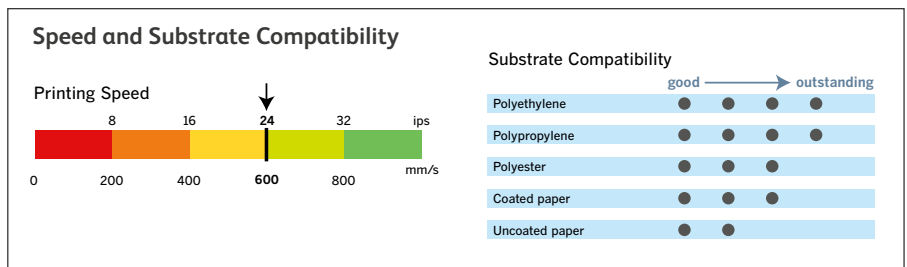 Speed and Substrate Compatibility
Printing Speed
8 16 24 32 ips
0 200 400 600 800 mm/s
Substrate Compatibility
good outstanding
Polyethylene
Polypropylene
Polyester
Coated paper
Uncoated paper